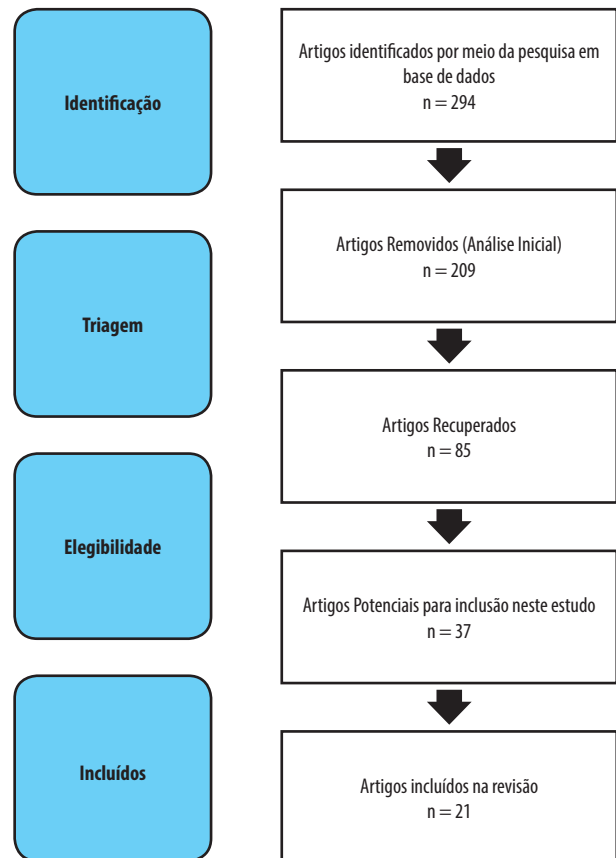 Identificação
Artigos identificados por meio da pesquisa em
base de dados
n = 294
Artigos Removidos (Análise Inicial)
n = 209
Triagem
Artigos Recuperados
n = 85
Elegibilidade
Artigos Potenciais para inclusão neste estudo
n = 37
Incluídos
Artigos incluídos na revisão
n = 21